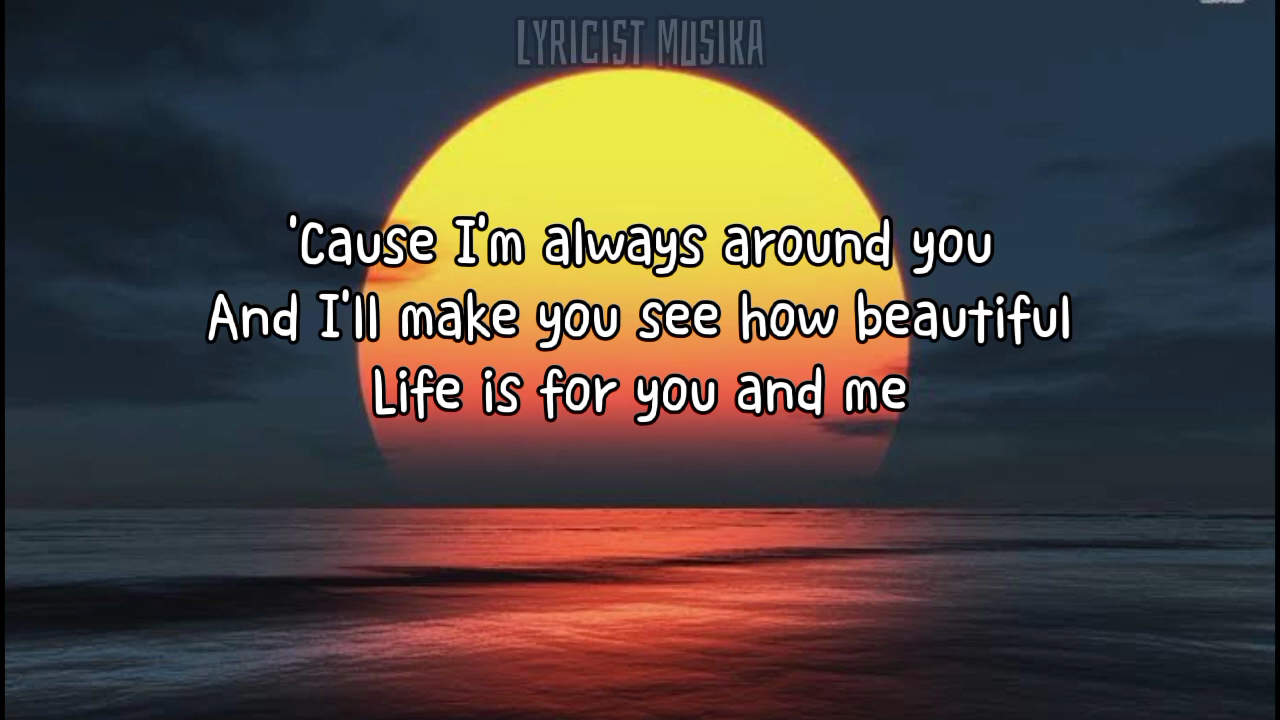 LYRICIST MUSIKA
'Cause I'm always around you
And I'll make you see how beautiful
Life is for you and me